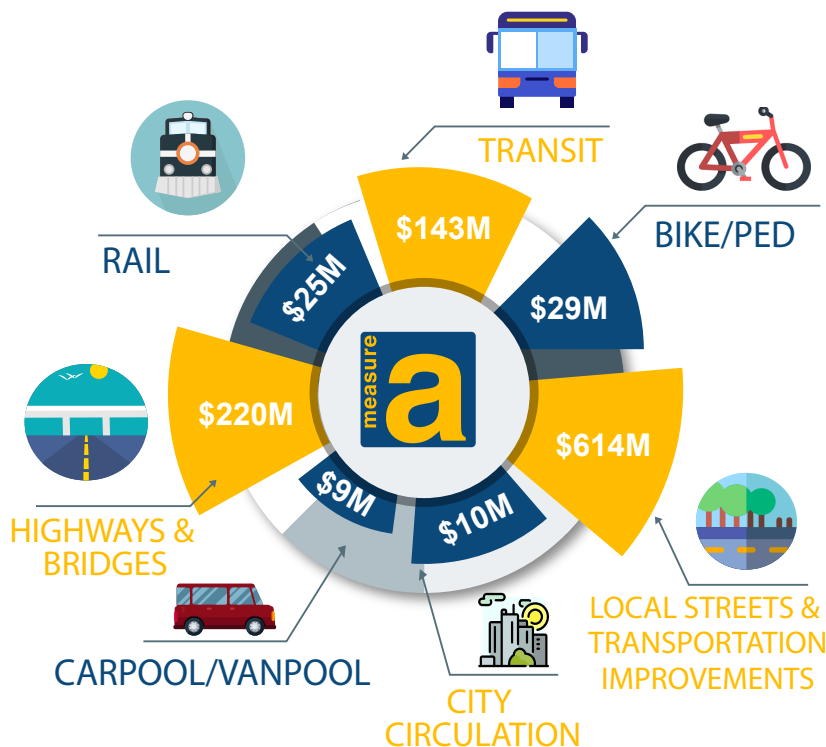 TRANSIT
$143M
BIKE/PED
$29M
RAIL
$25M
HIGHWAYS &
BRIDGES
$220M
measure
a
$614M
LOCAL STREETS &
TRANSPORTATION
IMPROVEMENTS
$9M
CARPOOL/VANPOOL
$10M
CITY
CIRCULATION